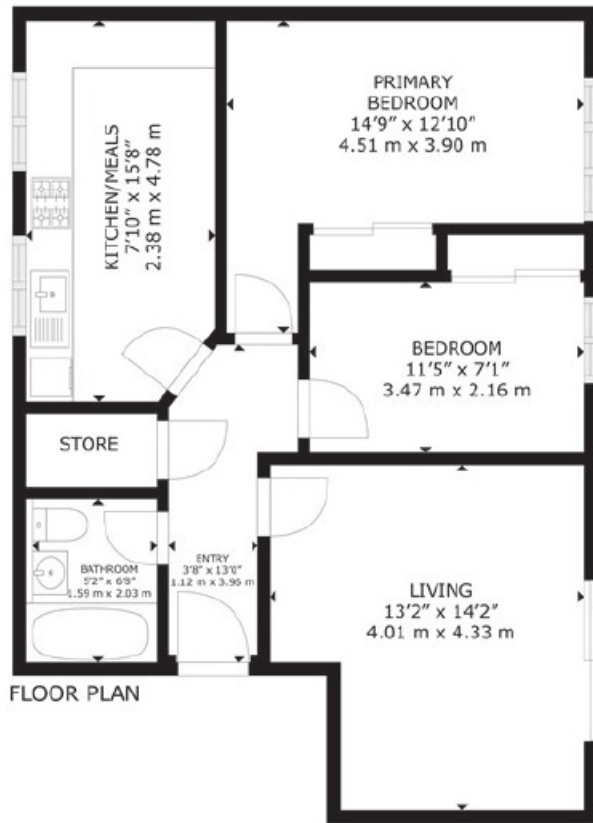 PRIMARY
BEDROOM
14'9" x 12'10"
4.51 m x 3.90 m
KITCHEN/MEALS
7'10" x 15'8"
2.38 m x 4.78 m
BEDROOM
11'5" x 7'1"
3.47 m x 2.16 m
STORE
BATHROOM
5'2" x 6'8"
1.59 m x 2.03 m
ENTRY
3'8" x 13'0"
1.12 m x 3.96 m
LIVING
13'2" x 14'2"
4.01 m x 4.33 m
FLOOR PLAN